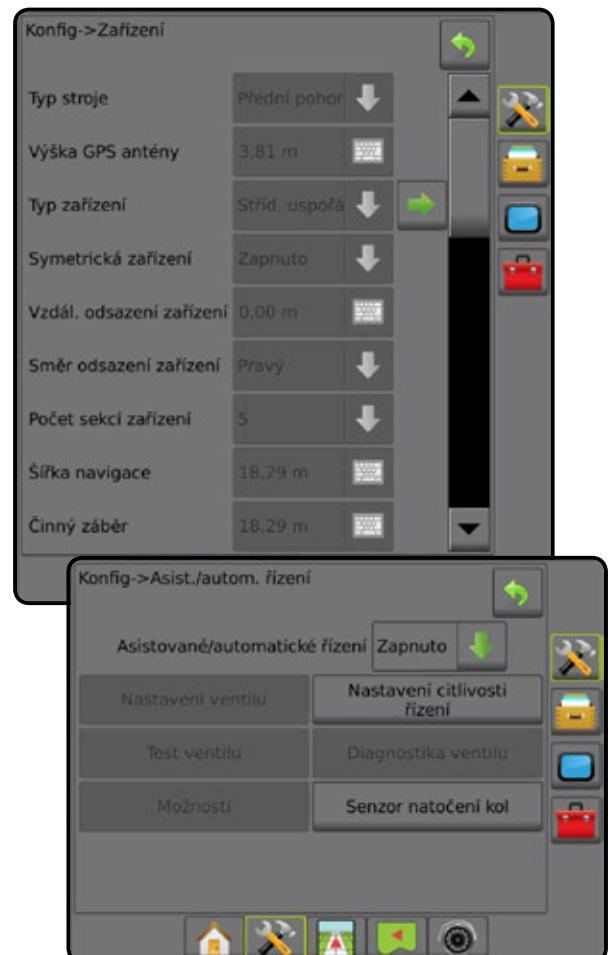 Konfig->Zařízení
Typ stroje Přední pohor
Výška GPS antény 3,81 m
Typ zařízení Stříd. uspořá
Symetrická zařízení Zapnuto
Vzdál. odsazení zařízení 0,00 m
Směr odsazení zařízení Pravý
Počet sekcí zařízení 5
Šířka navigace 18,29 m
Činný záběr 18,29 m
Konfig->Asist./autom. řízení
Asistované/automatické řízení Zapnuto
Nastavení ventilu Nastavení citlivosti řízení
Test ventilu Diagnostika ventilu
Možnosti Senzor natočení kol